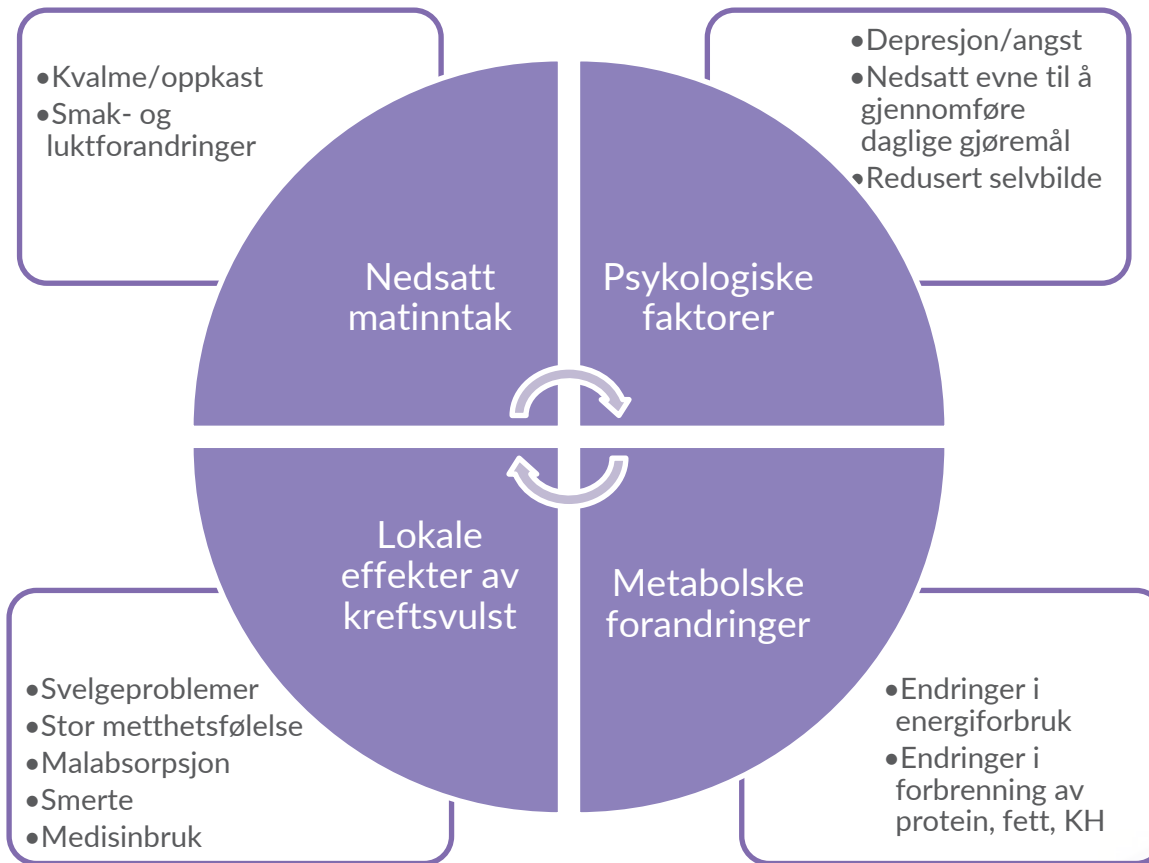 •Kvalme/oppkast
•Smak- og
luktforandringer
•Depresjon/angst
•Nedsatt evne til å
gjennomføre
daglige gjøremål
•Redusert selvbilde
Nedsatt
matinntak
Psykologiske
faktorer
Lokale
effekter av
kreftsvulst
Metabolske
forandringer
•Svelgeproblemer
•Stor metthetsfølelse
•Malabsorpsjon
•Smerte
•Medisinbruk
•Endringer i
energiforbruk
•Endringer i
forbrenning av
protein, fett, KH